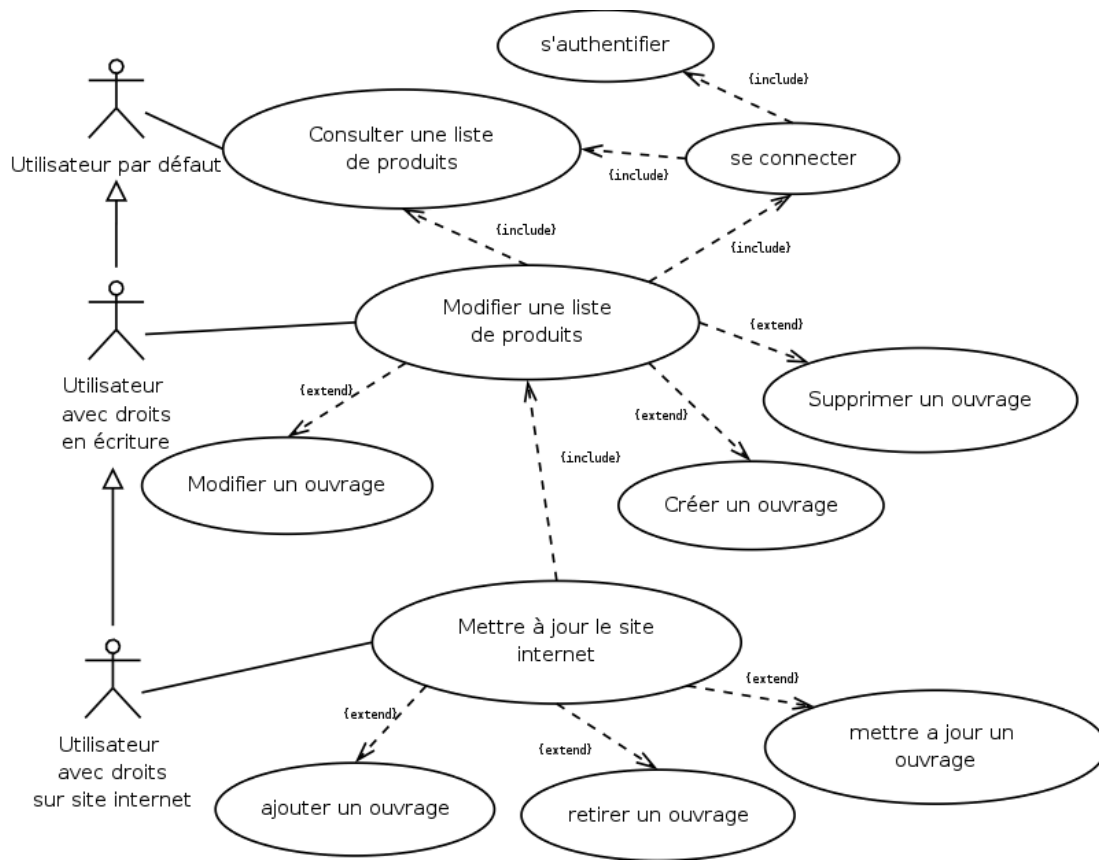 s'authentifier
{include}
Consulter une liste
de produits
se connecter
{include}
Utilisateur par défaut
{include}
{include}
Modifier une liste
de produits
{extend}
Utilisateur
avec droits
en écriture
{extend}
{extend}
Supprimer un ouvrage
{include}
Modifier un ouvrage
Créer un ouvrage
Mettre à jour le site
internet
{extend}
{extend}
{extend}
Utilisateur
avec droits
sur site internet
mettre a jour un
ouvrage
ajouter un ouvrage
retirer un ouvrage